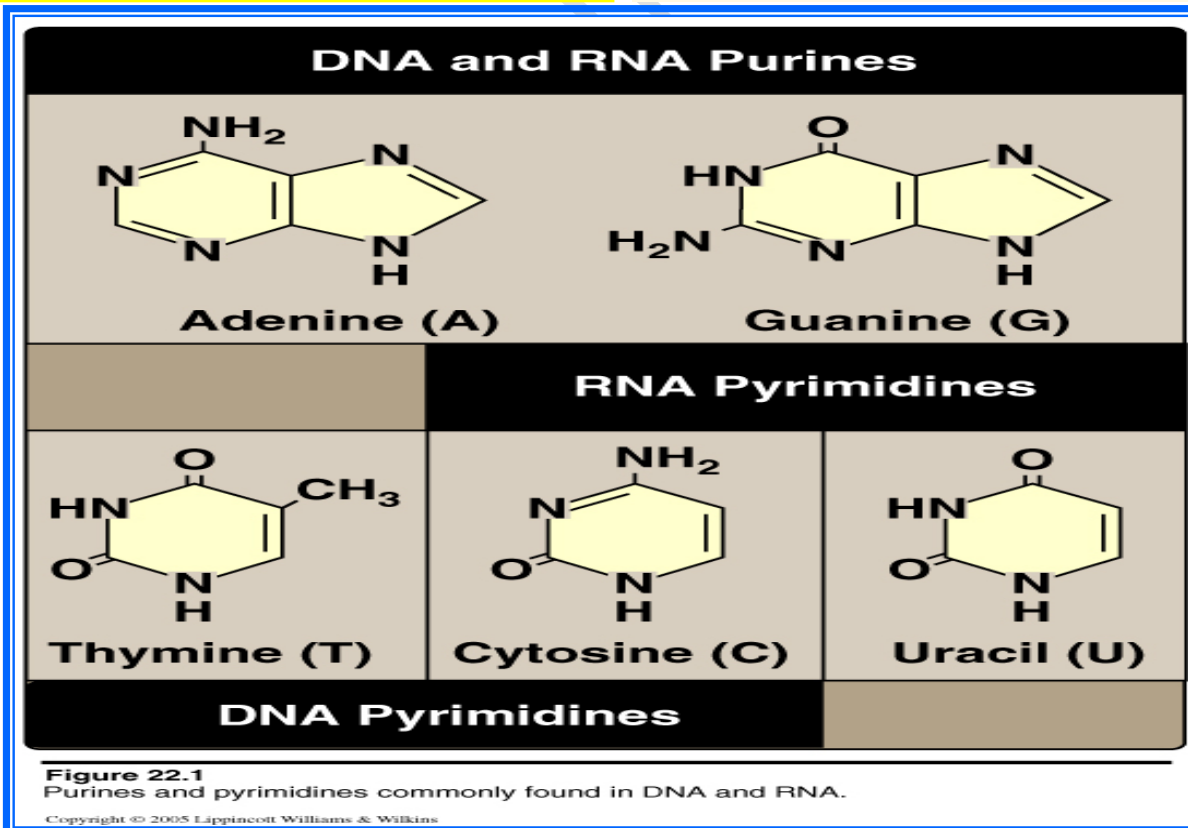 DNA and RNA Purines
NH₂
N
N
N
N
H
Adenine (A)
O
HN
N
H₂N
N
N
H
Guanine (G)
RNA Pyrimidines
O
CH₃
HN
O
N
H
Thymine (T)
NH₂
N
O
N
H
Cytosine (C)
O
HN
O
N
H
Uracil (U)
DNA Pyrimidines
Figure 22.1
Purines and pyrimidines commonly found in DNA and RNA.
Copyright © 2005 Lippincott Williams & Wilkins